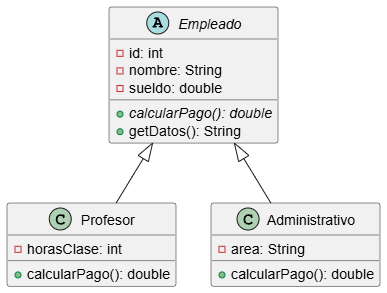 A Empleado
id: int
nombre: String
sueldo: double
calcularPago(): double
getDatos(): String
C Profesor
horasClase: int
calcularPago(): double
C Administrativo
area: String
calcularPago(): double